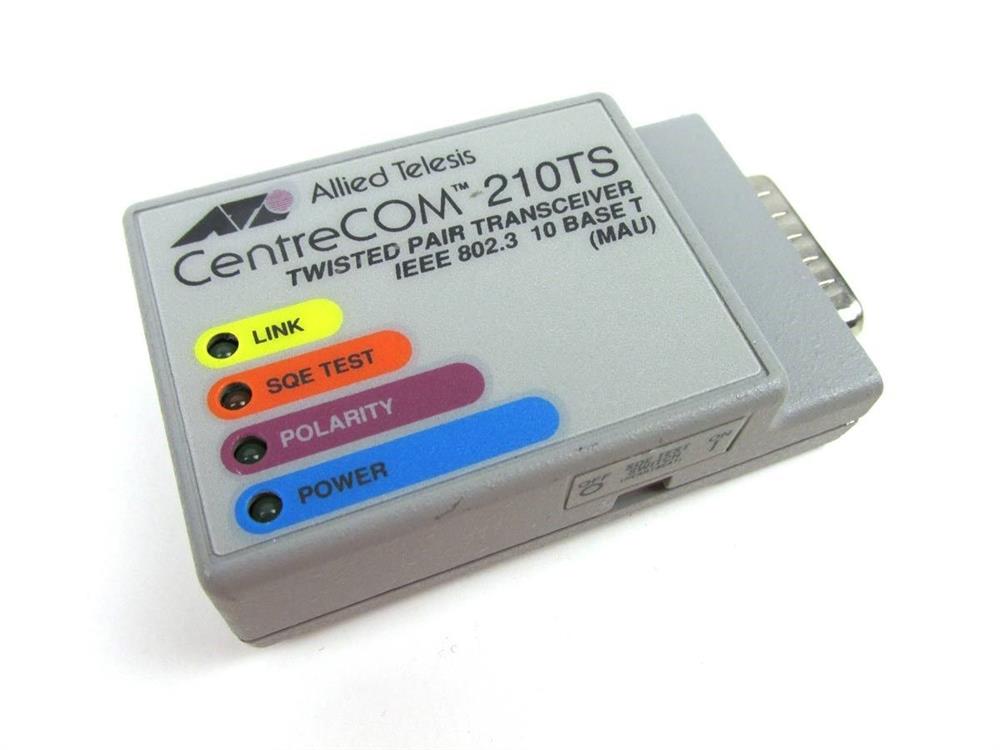 Allied Telesis
CentreCOM™ 210TS
TWISTED PAIR TRANSCEIVER
IEEE 802.3 10 BASE T
(MAU)
LINK
SQE TEST
POLARITY
POWER
OFF SQE TEST ON
SWITCH